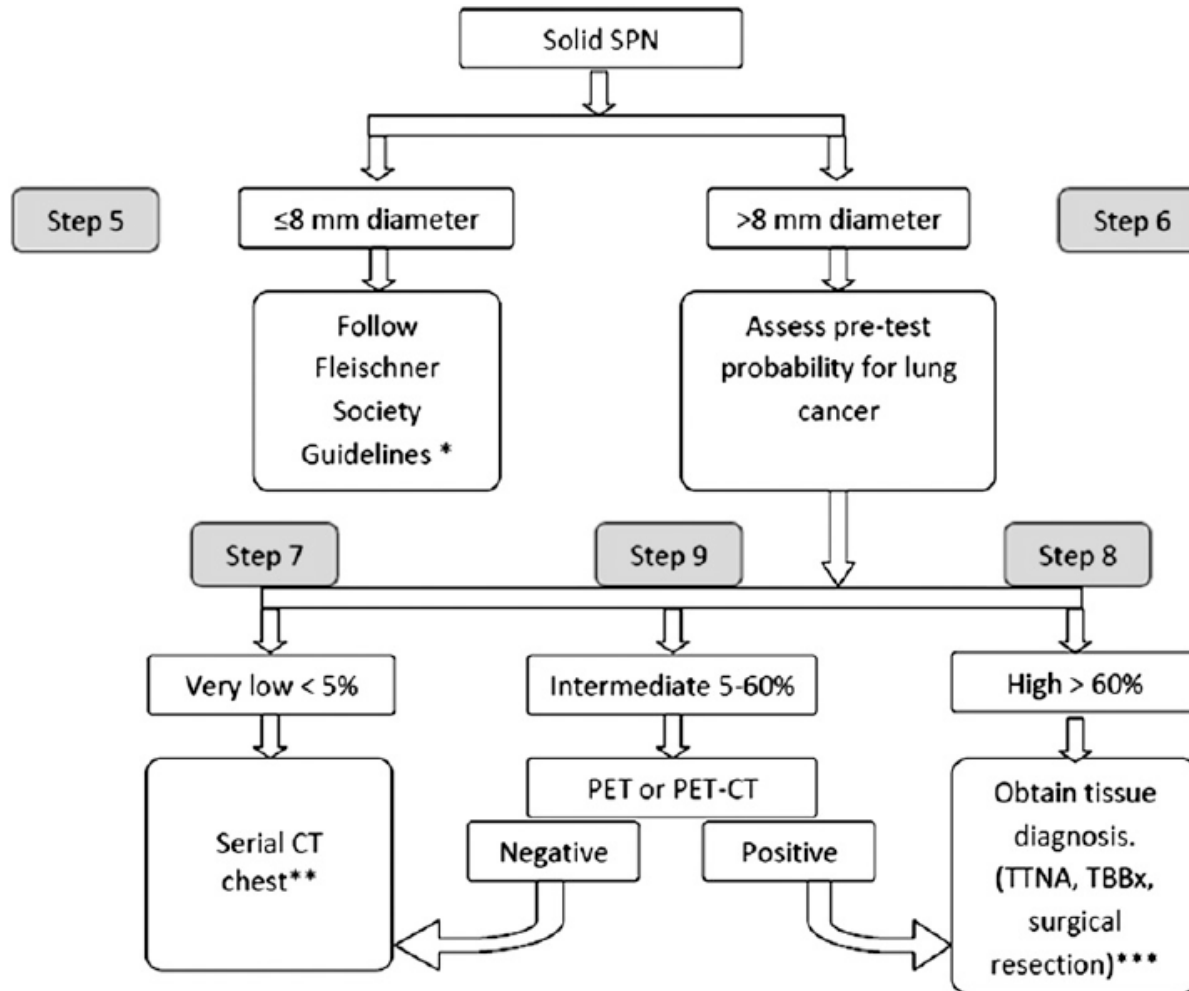 Solid SPN
Step 5
≤8 mm diameter
>8 mm diameter
Step 6
Follow
Fleischner
Society
Guidelines *
Assess pre-test
probability for lung
cancer
Step 7
Step 9
Step 8
Very low < 5%
Intermediate 5-60%
High > 60%
Serial CT
chest**
PET or PET-CT
Negative
Positive
Obtain tissue
diagnosis.
(TTNA, TBBx,
surgical
resection)***